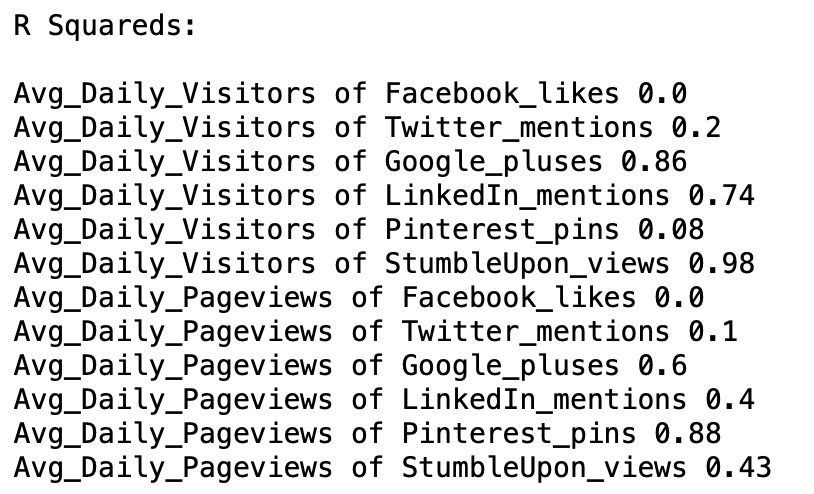 R Squareds:
Avg_Daily_Visitors of Facebook_likes 0.0
Avg_Daily_Visitors of Twitter_mentions 0.2
Avg_Daily_Visitors of Google_pluses 0.86
Avg_Daily_Visitors of LinkedIn_mentions 0.74
Avg_Daily_Visitors of Pinterest_pins 0.08
Avg_Daily_Visitors of StumbleUpon_views 0.98
Avg_Daily_Pageviews of Facebook_likes 0.0
Avg_Daily_Pageviews of Twitter_mentions 0.1
Avg_Daily_Pageviews of Google_pluses 0.6
Avg_Daily_Pageviews of LinkedIn_mentions 0.4
Avg_Daily_Pageviews of Pinterest_pins 0.88
Avg_Daily_Pageviews of StumbleUpon_views 0.43